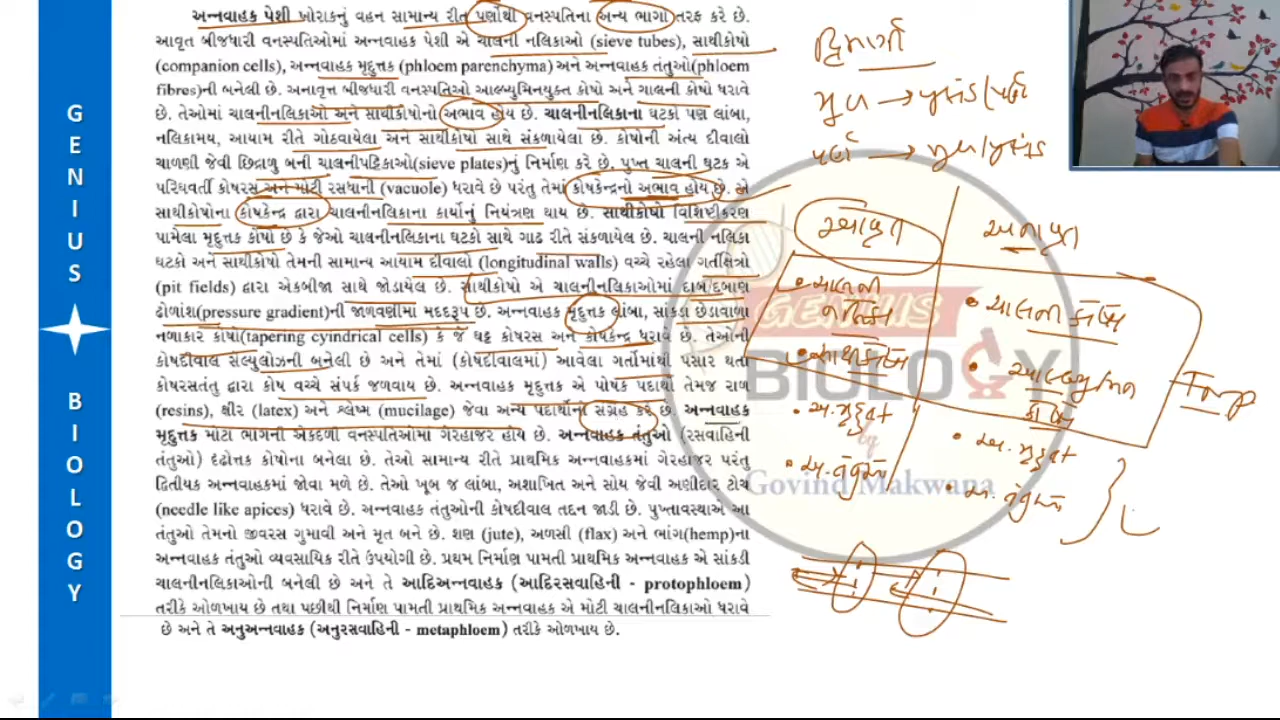 GENIUS BIOLOGY
અન્નવાહક પેશી ખોરાકનું વહન સામાન્ય રીતે પર્ણોથી વનસ્પતિના અન્ય ભાગો તરફ કરે છે.
આવૃત બીજધારી વનસ્પતિઓમાં અન્નવાહક પેશી એ ચાલની નલિકાઓ (sieve tubes), સાથીકોષો
(companion cells), અન્નવાહક મૃદુત્તક (phloem parenchyma) અને અન્નવાહક તંતુઓ(phloem
fibres)ની બનેલી છે. અનાવૃત્ત બીજધારી વનસ્પતિઓ આલ્બ્યુમિનયુક્ત કોષો અને ગાલની કોષો ધરાવે
છે. તેઓમાં ચાલનીનલિકાઓ અને સાથીકોષોનો અભાવ હોય છે. ચાલનીનલિકાના ઘટકો પણ લાંબા,
નલિકામય, આયામ રીતે ગોઠવાયેલા અને સાથીકોષો સાથે સંકળાયેલા છે. કોષોની અંત્ય દીવાલો
ચાળણી જેવી છિદ્રાળુ બની ચાલનીપટ્ટિકાઓ(sieve plates)નું નિર્માણ કરે છે. પુખ્ત ચાલની ઘટક એ
પરિઘવર્તી કોષરસ અને મોટી રસધાની (vacuole) ધરાવે છે પરંતુ તેમાં કોષકેન્દ્રનો અભાવ હોય છે. એ
સાથીકોષોના કોષકેન્દ્ર દ્વારા ચાલનીનલિકાના કાર્યોનું નિયંત્રણ થાય છે. સાથીકોષો વિશિષ્ટીકરણ
પામેલા મૃદુત્તક કોષો છે કે જેઓ ચાલનીનલિકાના ઘટકો સાથે ગાઢ રીતે સંકળાયેલ છે. ચાલની નલિકા
ઘટકો અને સાથીકોષો તેમની સામાન્ય આયામ દીવાલો (longitudinal walls) વચ્ચે રહેલા ગર્તક્ષેત્રો
(pit fields) દ્વારા એકબીજા સાથે જોડાયેલ છે. સાથીકોષો એ ચાલનીનલિકાઓમાં દાબ દબાણ
ઢોળાંશ(pressure gradient)ની જાળવણીમાં મદદરૂપ છે. અન્નવાહક મૃદુત્તક લાંબા, સાંકડા છેડાવાળા
નળાકાર કોષો(tapering cyindrical cells) કે જે ઘટ્ટ કોષરસ અને કોષકેન્દ્ર ધરાવે છે. તેઓની
કોષદીવાલ સેલ્યુલોઝની બનેલી છે અને તેમાં (કોષદીવાલમાં) આવેલા ગર્તોમાંથી પસાર થતા
કોષરસતંતુ દ્વારા કોષ વચ્ચે સંપર્ક જળવાય છે. અન્નવાહક મૃદુત્તક એ પોષક પદાર્થો તેમજ રાળ
(resins), ક્ષીર (latex) અને શ્લેષ્મ (mucilage) જેવા અન્ય પદાર્થોનો સંગ્રહ કરે છે. અન્નવાહક
મૃદુત્તક મોટા ભાગની એકદળી વનસ્પતિઓમાં ગેરહાજર હોય છે. અન્નવાહક તંતુઓ (રસવાહિની
તંતુઓ) દૃઢોત્તક કોષોના બનેલા છે. તેઓ સામાન્ય રીતે પ્રાથમિક અન્નવાહકમાં ગેરહાજર પરંતુ
દ્વિતીયક અન્નવાહકમાં જોવા મળે છે. તેઓ ખૂબ જ લાંબા, અશાખિત અને સોય જેવી અણીદાર ટોચ
(needle like apices) ધરાવે છે. અન્નવાહક તંતુઓની કોષદીવાલ તદન જાડી છે. પુખ્તાવસ્થાએ આ
તંતુઓ તેમનો જીવરસ ગુમાવી અને મૃત બને છે. શણ (jute), અળસી (flax) અને ભાંગ(hemp)ના
અન્નવાહક તંતુઓ વ્યવસાયિક રીતે ઉપયોગી છે. પ્રથમ નિર્માણ પામતી પ્રાથમિક અન્નવાહક એ સાંકડી
ચાલનીનલિકાઓની બનેલી છે અને તે આદિઅન્નવાહક (આદિરસવાહિની - protophloem)
તરીકે ઓળખાય છે તથા પછીથી નિર્માણ પામતી પ્રાથમિક અન્નવાહક એ મોટી ચાલનીનલિકાઓ ધરાવે
છે અને તે અનુઅન્નવાહક (અનુરસવાહિની - metaphloem) તરીકે ઓળખાય છે.
દ્વિમાર્ગી
મૂળ → પ્રકાંડ/પર્ણ
પર્ણ → મૂળ/પ્રકાંડ
આવૃત
અનાવૃત
• ચાલની નલિકા
• ચાલની કોષો
• સાથીકોષો
• આલ્બ્યુમિન કોષો
Imp
• અ. મૃદુત્તક
• અ. મૃદુત્તક
• અ. તંતુઓ
• અ. તંતુઓ
GENIUS
BIOLOGY
by
Govind Makwana